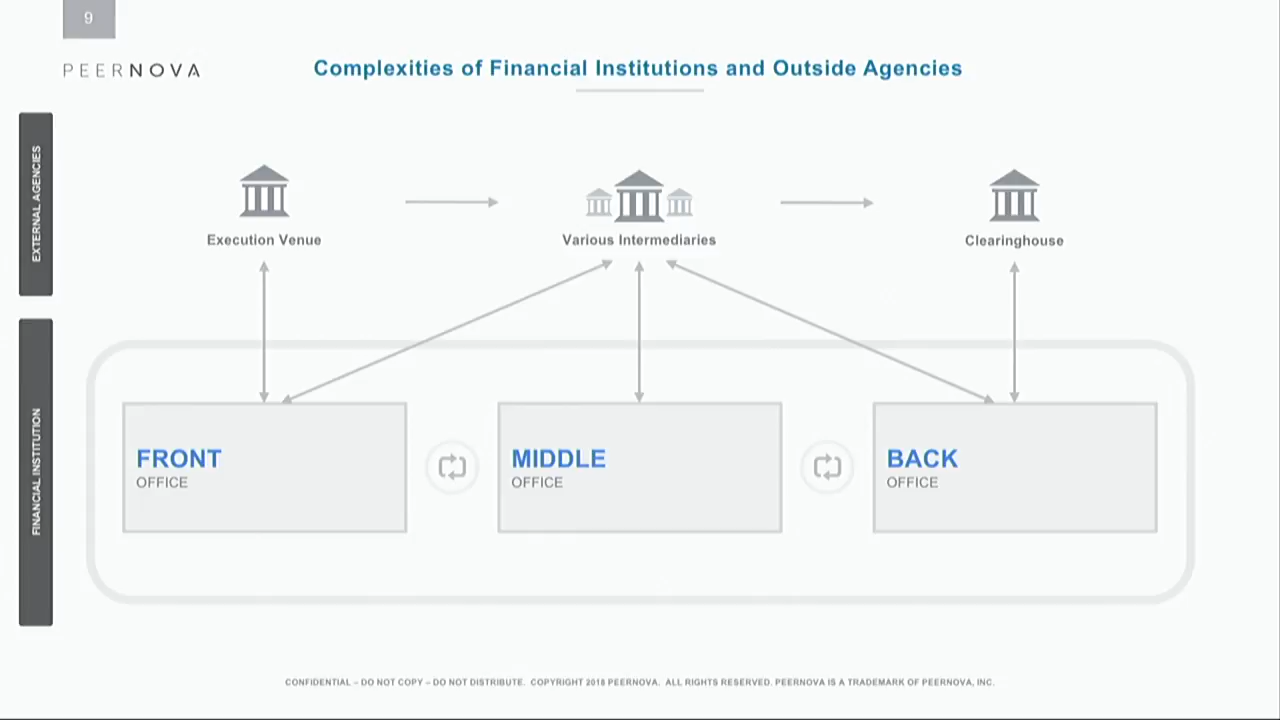 9
PEERNOVA
Complexities of Financial Institutions and Outside Agencies
EXTERNAL AGENCIES
Execution Venue
Various Intermediaries
Clearinghouse
FINANCIAL INSTITUTION
FRONT
OFFICE
MIDDLE
OFFICE
BACK
OFFICE
CONFIDENTIAL – DO NOT COPY – DO NOT DISTRIBUTE. COPYRIGHT 2018 PEERNOVA. ALL RIGHTS RESERVED. PEERNOVA IS A TRADEMARK OF PEERNOVA, INC.